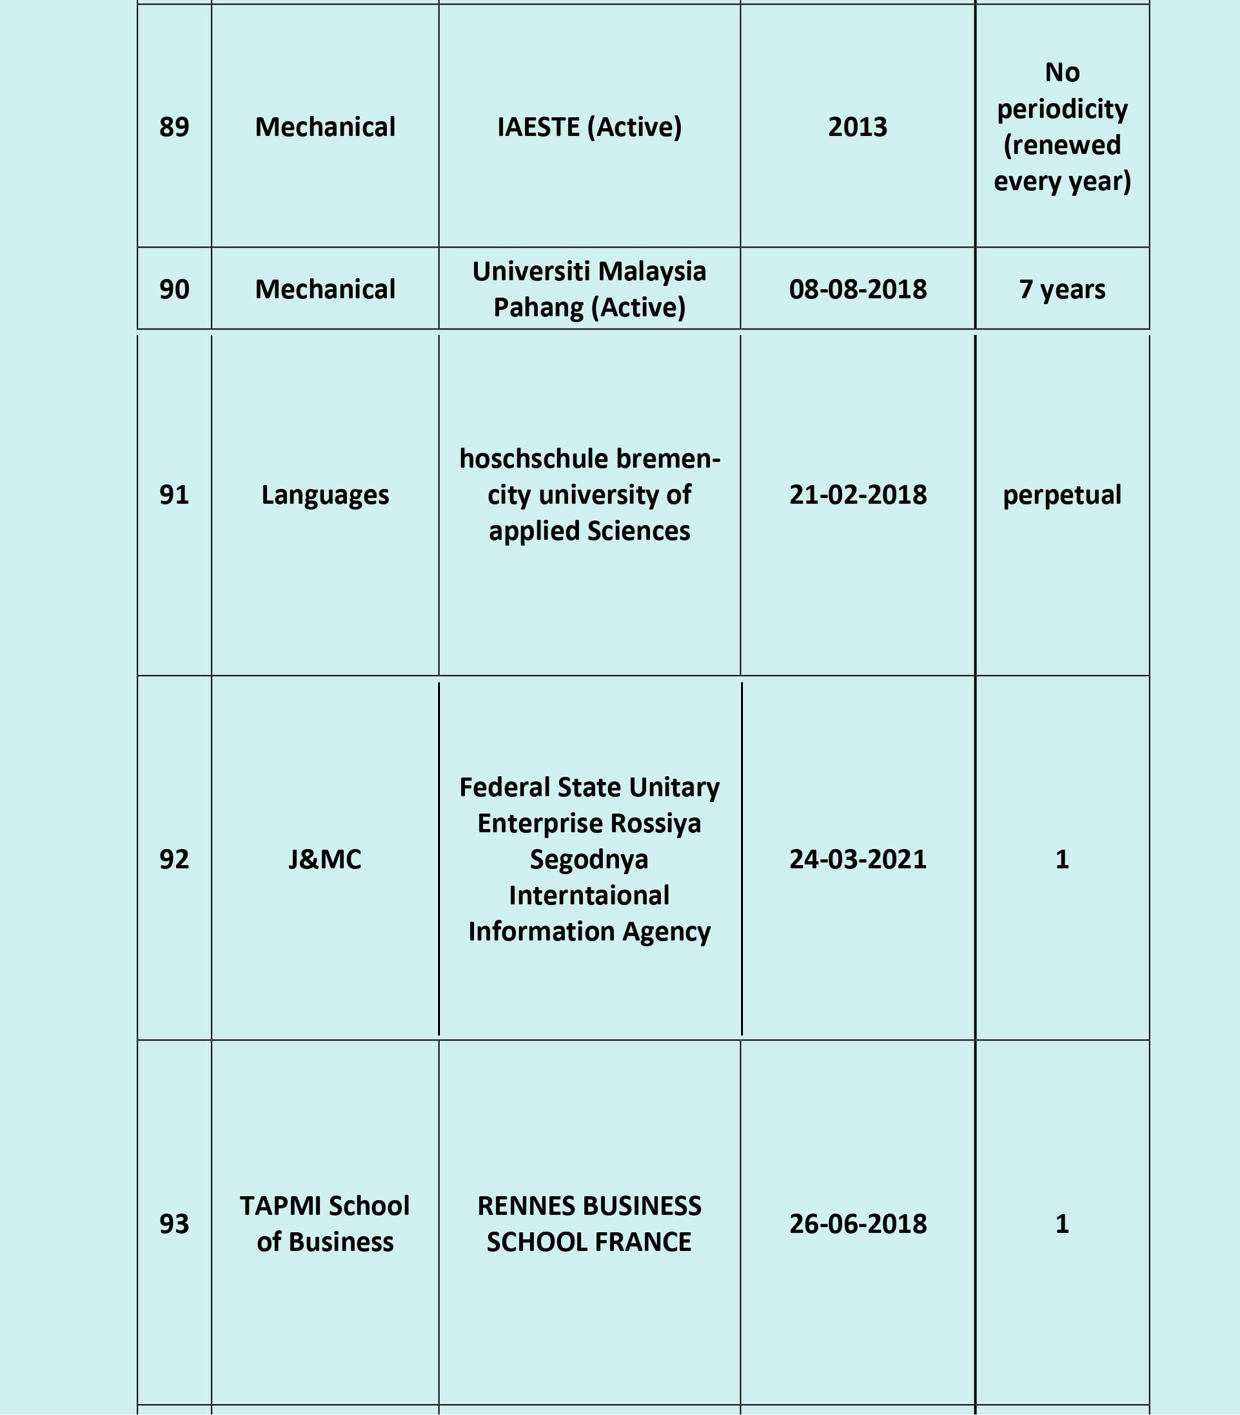 89
Mechanical
IAESTE (Active)
2013
No
periodicity
(renewed
every year)
90
Mechanical
Universiti Malaysia
Pahang (Active)
08-08-2018
7 years
91
Languages
hoschschule bremen-
city university of
applied Sciences
21-02-2018
perpetual
92
J&MC
Federal State Unitary
Enterprise Rossiya
Segodnya
Interntaional
Information Agency
24-03-2021
1
93
TAPMI School
of Business
RENNES BUSINESS
SCHOOL FRANCE
26-06-2018
1